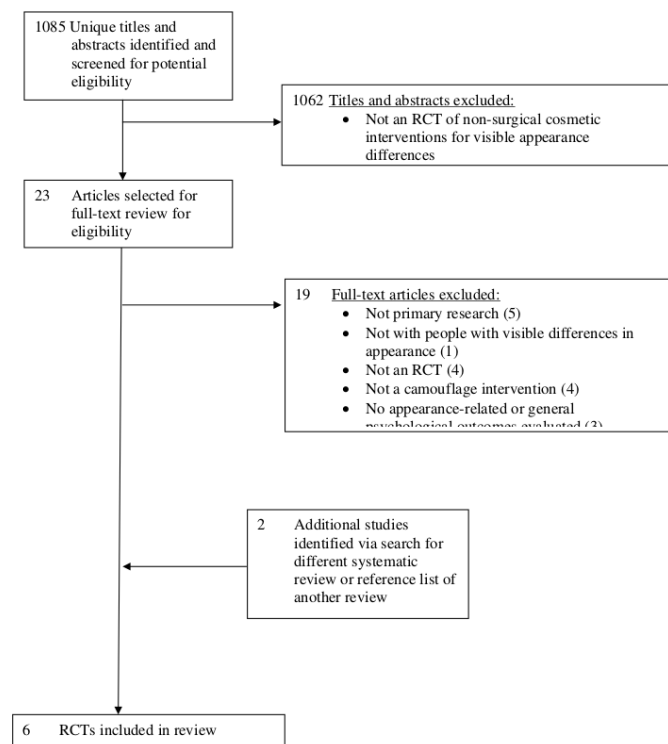 1085 Unique titles and
abstracts identified and
screened for potential
eligibility
1062 Titles and abstracts excluded:
• Not an RCT of non-surgical cosmetic
interventions for visible appearance
differences
23 Articles selected for
full-text review for
eligibility
19 Full-text articles excluded:
• Not primary research (5)
• Not with people with visible differences in
appearance (1)
• Not an RCT (4)
• Not a camouflage intervention (4)
• No appearance-related or general
psychological outcomes evaluated (3)
2 Additional studies
identified via search for
different systematic
review or reference list of
another review
6 RCTs included in review